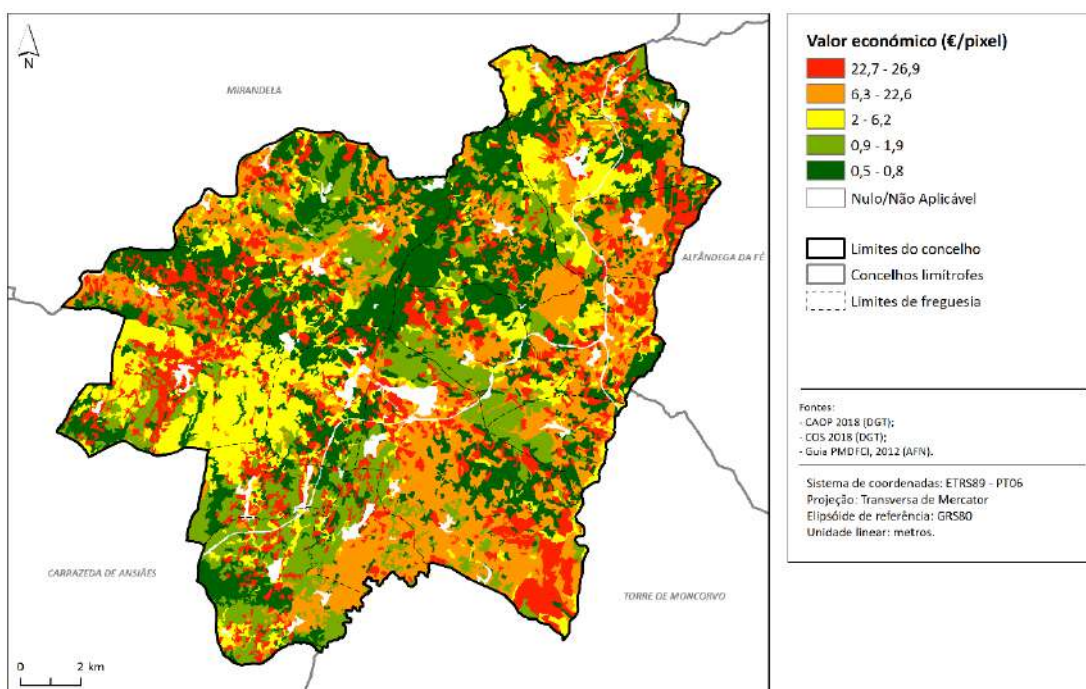 N
MIRANDELA
ALFÂNDEGA DA FÉ
CARRAZEDA DE ANSIÃES
TORRE DE MONCORVO
0 2 km
Valor económico (€/pixel)
22,7 - 26,9
6,3 - 22,6
2 - 6,2
0,9 - 1,9
0,5 - 0,8
Nulo/Não Aplicável
Limites do concelho
Concelhos limítrofes
Limites de freguesia
Fontes:
- CAOP 2018 (DGT);
- COS 2018 (DGT);
- Guia PMDFCI, 2012 (AFN).
Sistema de coordenadas: ETRS89 - PT06
Projeção: Transversa de Mercator
Elipsóide de referência: GRS80
Unidade linear: metros.